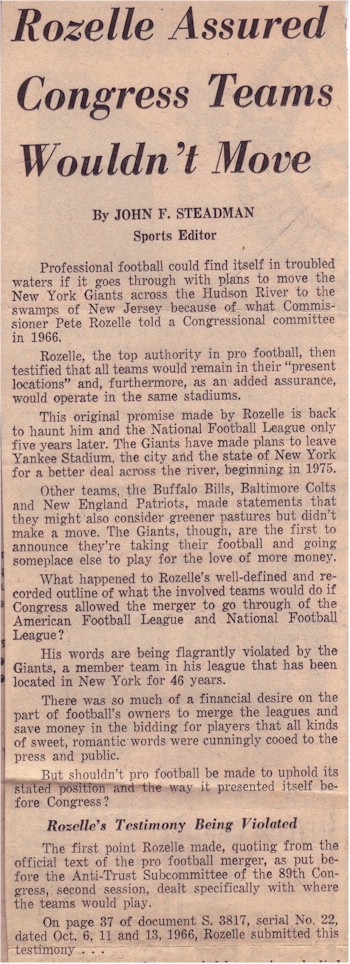 Rozelle Assured
Congress Teams
Wouldn't Move
By JOHN F. STEADMAN
Sports Editor
Professional football could find itself in troubled
waters if it goes through with plans to move the
New York Giants across the Hudson River to the
swamps of New Jersey because of what Commis-
sioner Pete Rozelle told a Congressional committee
in 1966.
Rozelle, the top authority in pro football, then
testified that all teams would remain in their "present
locations" and, furthermore, as an added assurance,
would operate in the same stadiums.
This original promise made by Rozelle is back
to haunt him and the National Football League only
five years later. The Giants have made plans to leave
Yankee Stadium, the city and the state of New York
for a better deal across the river, beginning in 1975.
Other teams, the Buffalo Bills, Baltimore Colts
and New England Patriots, made statements that
they might also consider greener pastures but didn't
make a move. The Giants, though, are the first to
announce they're taking their football and going
someplace else to play for the love of more money.
What happened to Rozelle's well-defined and re-
corded outline of what the involved teams would do if
Congress allowed the merger to go through of the
American Football League and National Football
League?
His words are being flagrantly violated by the
Giants, a member team in his league that has been
located in New York for 46 years.
There was so much of a financial desire on the
part of football's owners to merge the leagues and
save money in the bidding for players that all kinds
of sweet, romantic words were cunningly cooed to the
press and public.
But shouldn't pro football be made to uphold its
stated position and the way it presented itself be-
fore Congress?
Rozelle's Testimony Being Violated
The first point Rozelle made, quoting from the
official text of the pro football merger, as put be-
fore the Anti-Trust Subcommittee of the 89th Con-
gress, second session, dealt specifically with where
the teams would play.
On page 37 of document S. 3817, serial No. 22,
dated Oct. 6, 11 and 13, 1966, Rozelle submitted this
testimony . . .